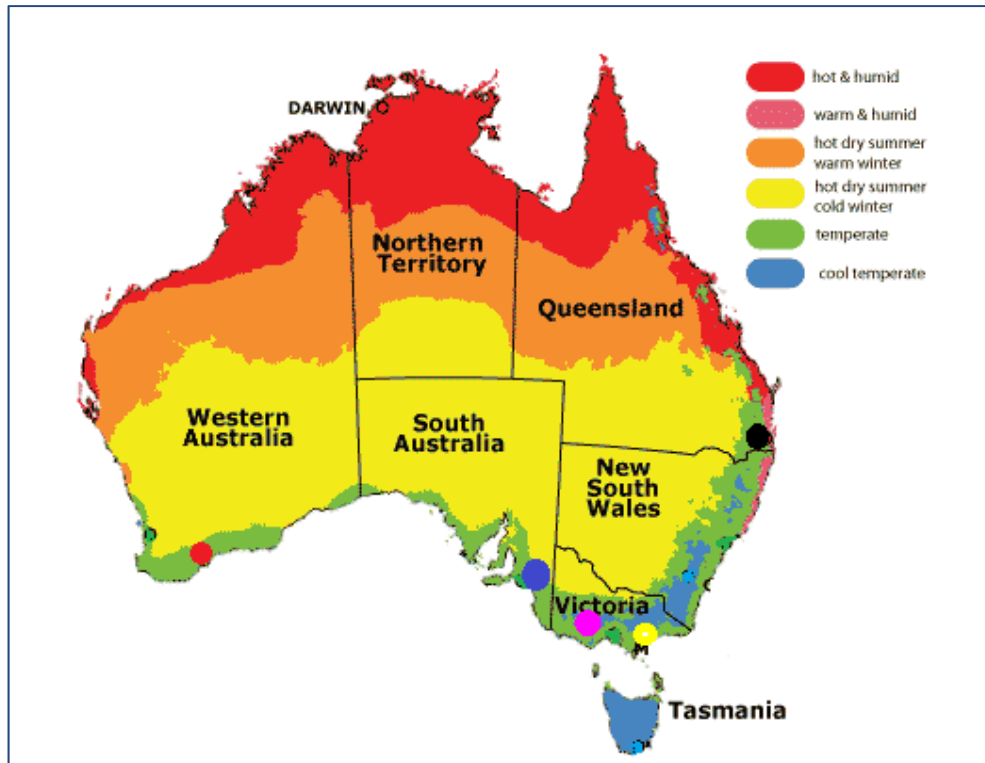 hot & humid
DARWIN
warm & humid
hot dry summer
warm winter
hot dry summer
cold winter
Northern
Territory
temperate
cool temperate
Queensland
Western
Australia
South
Australia
New
South
Wales
Victoria
M
Tasmania